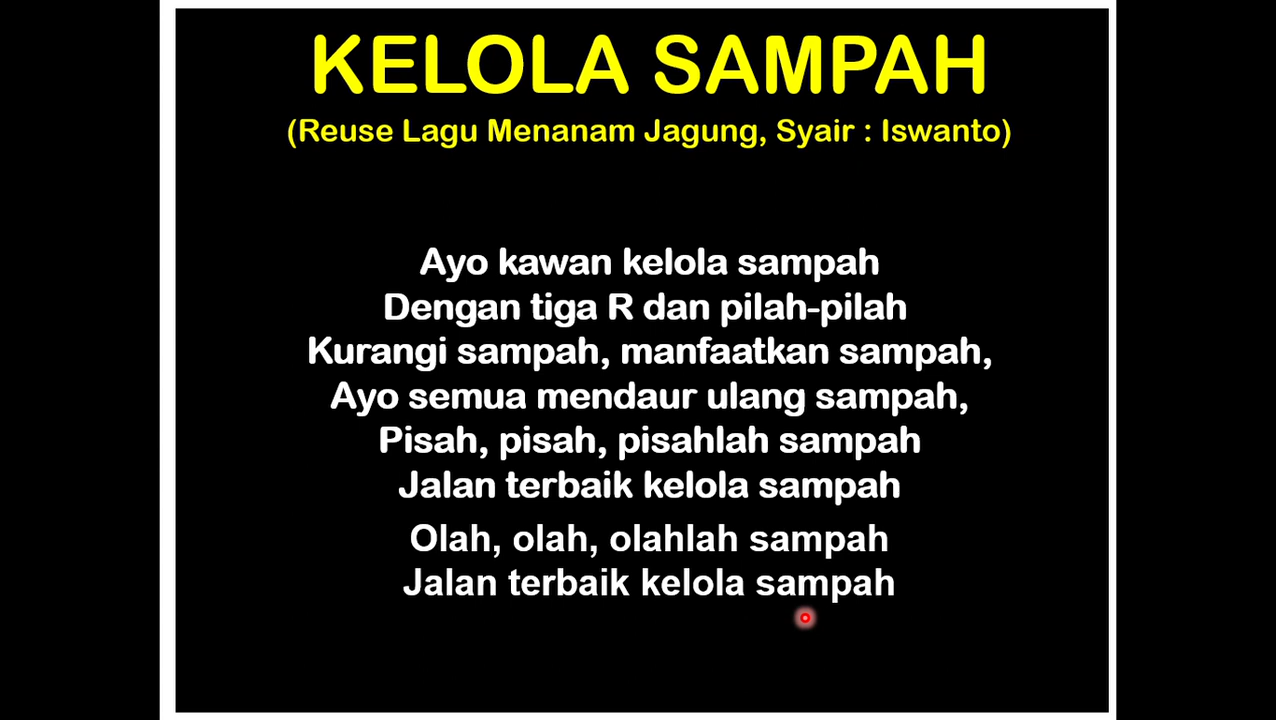 KELOLA SAMPAH
(Reuse Lagu Menanam Jagung, Syair : Iswanto)
Ayo kawan kelola sampah
Dengan tiga R dan pilah-pilah
Kurangi sampah, manfaatkan sampah,
Ayo semua mendaur ulang sampah,
Pisah, pisah, pisahlah sampah
Jalan terbaik kelola sampah
Olah, olah, olahlah sampah
Jalan terbaik kelola sampah